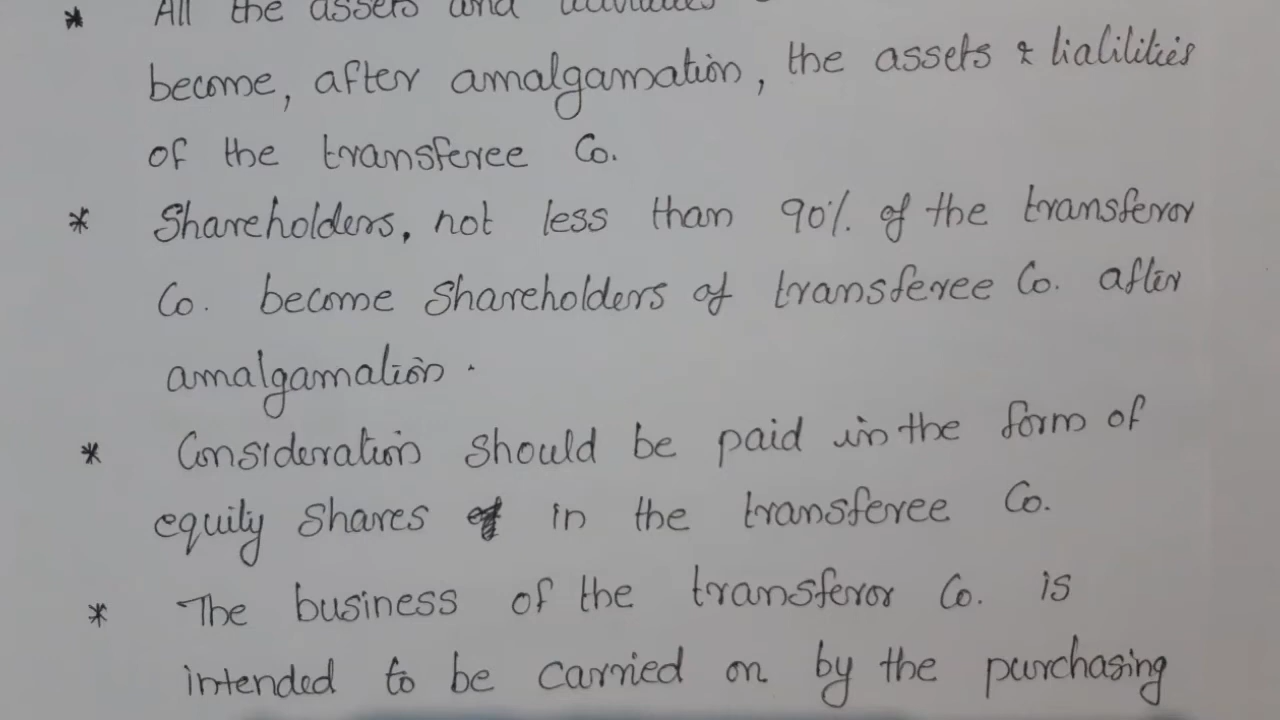 * All the assets and liabilities
become, after amalgamation, the assets & lialilities
of the transferee Co.
* Shareholders, not less than 90% of the transferor
Co. become Shareholders of transferee Co. after
amalgamation.
* Consideration should be paid in the form of
equity shares in the transferee Co.
* The business of the transferor Co. is
intended to be carried on by the purchasing